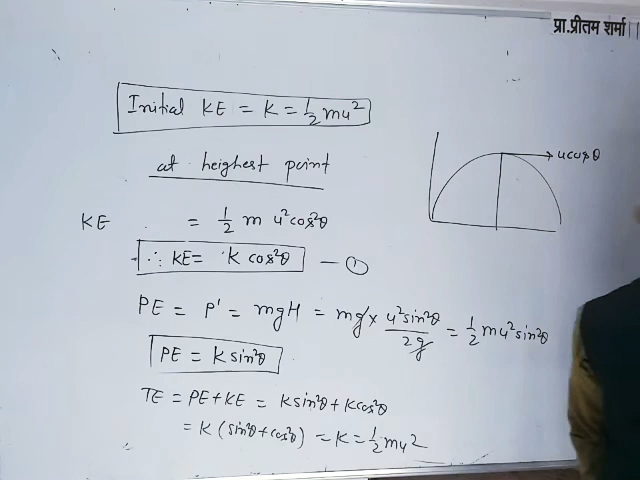 प्रा.प्रीतम शर्मा ||
Initial KE = K = 1/2 mu²
at heighest point
ucosθ
KE = 1/2 m u²cos²θ
∴ KE = K cos²θ — ①
PE = P' = mgH = mg × u²sin²θ/2g = 1/2 mu²sin²θ
PE = K sin²θ
TE = PE + KE = K sin²θ + K cos²θ
= K (sin²θ + cos²θ) = K = 1/2 mu²